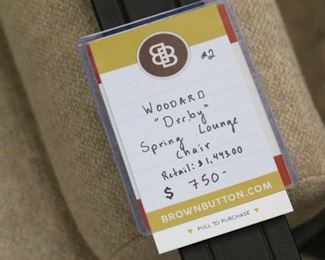 BB
#2
WOODARD
"Derby"
Spring Lounge
Chair
Retail: $1,443.00
$ 750-
BROWNBUTTON.COM
PULL TO PURCHASE